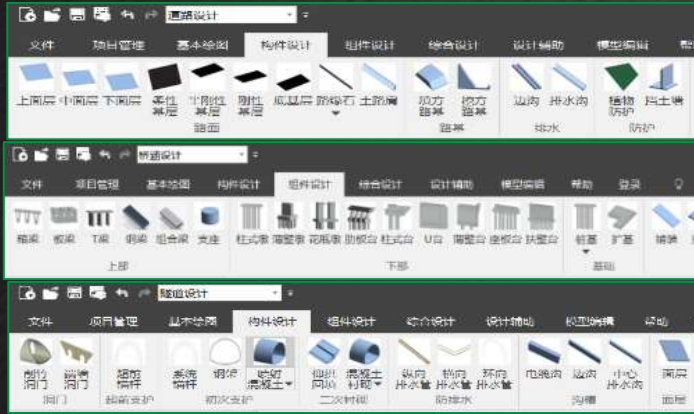 道路设计
文件 项目管理 基本绘图 构件设计 组件设计 综合设计 设计辅助 模型编辑
上面层 中面层 下面层 柔性基层 半刚性基层 刚性基层 底基层 路缘石 土路肩 填方路基 挖方路基 边沟 排水沟 植物防护 挡土墙
路面 路基 排水 防护
桥涵设计
文件 项目管理 基本绘图 构件设计 组件设计 综合设计 设计辅助 模型编辑 帮助 登录
箱梁 板梁 T梁 钢梁 组合梁 支座 柱式墩 薄壁墩 花瓶墩 肋板台 柱式台 U台 薄壁台 座板台 扶壁台 桩基 扩基 铺装
上部 下部 基础
隧道设计
文件 项目管理 基本绘图 构件设计 组件设计 综合设计 设计辅助 模型编辑 帮助
削竹洞门 端墙洞门 超前锚杆 系统锚杆 钢架 喷射混凝土 仰拱回填 混凝土衬砌 纵向排水管 横向排水管 环向排水管 电缆沟 边沟 中心排水沟 面层
洞门 超前支护 初次支护 二次衬砌 防排水 沟槽 面层